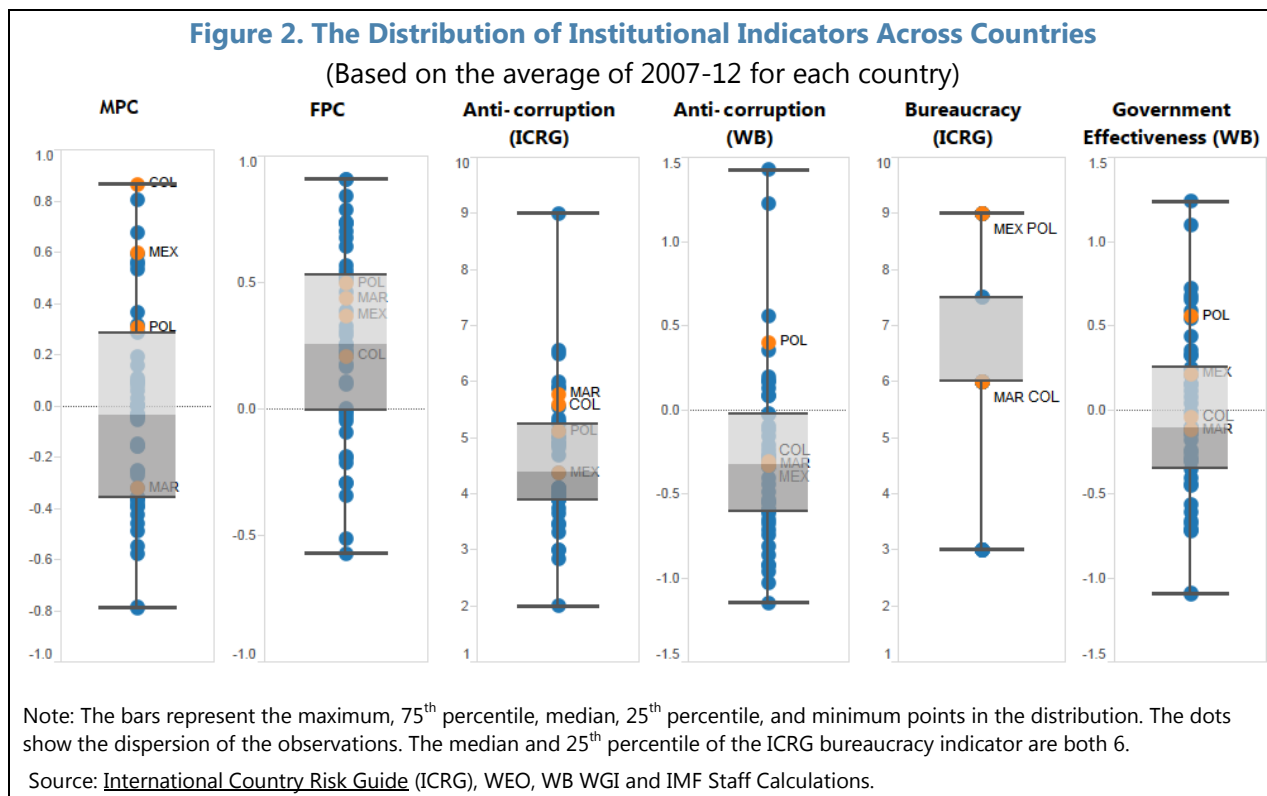 Figure 2. The Distribution of Institutional Indicators Across Countries
(Based on the average of 2007-12 for each country)
MPC
1.0
0.8
0.6
0.4
0.2
0.0
-0.2
-0.4
-0.6
-0.8
-1.0
COL
MEX
POL
MAR
FPC
1.0
0.5
0.0
-0.5
-1.0
POL
MAR
MEX
COL
Anti- corruption
(ICRG)
10
9
8
7
6
5
4
3
2
1
MAR
COL
POL
MEX
Anti- corruption
(WB)
1.5
1.0
0.5
0.0
-0.5
-1.0
-1.5
POL
COL
MAR
MEX
Bureaucracy
(ICRG)
10
9
8
7
6
5
4
3
2
1
MEX POL
MAR COL
Government
Effectiveness (WB)
1.5
1.0
0.5
0.0
-0.5
-1.0
-1.5
POL
MEX
COL
MAR
Note: The bars represent the maximum, 75th percentile, median, 25th percentile, and minimum points in the distribution. The dots
show the dispersion of the observations. The median and 25th percentile of the ICRG bureaucracy indicator are both 6.
Source: International Country Risk Guide (ICRG), WEO, WB WGI and IMF Staff Calculations.